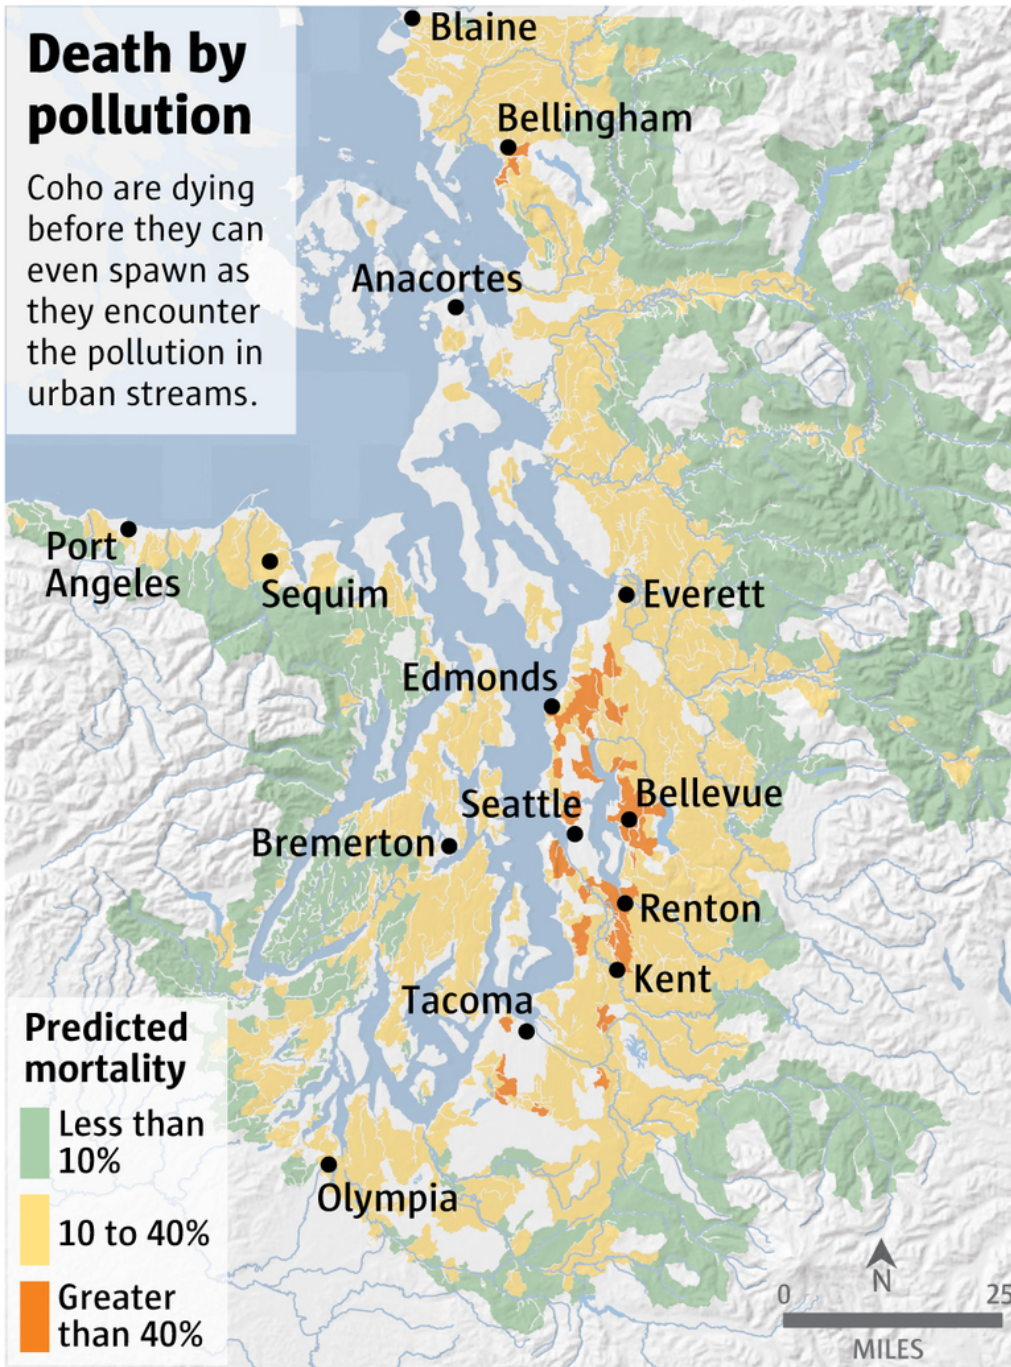 Death by
pollution
Coho are dying
before they can
even spawn as
they encounter
the pollution in
urban streams.
Blaine
Bellingham
Anacortes
Port
Angeles
Sequim
Everett
Edmonds
Seattle
Bellevue
Bremerton
Renton
Kent
Tacoma
Olympia
Predicted
mortality
Less than
10%
10 to 40%
Greater
than 40%
N
0
25
MILES